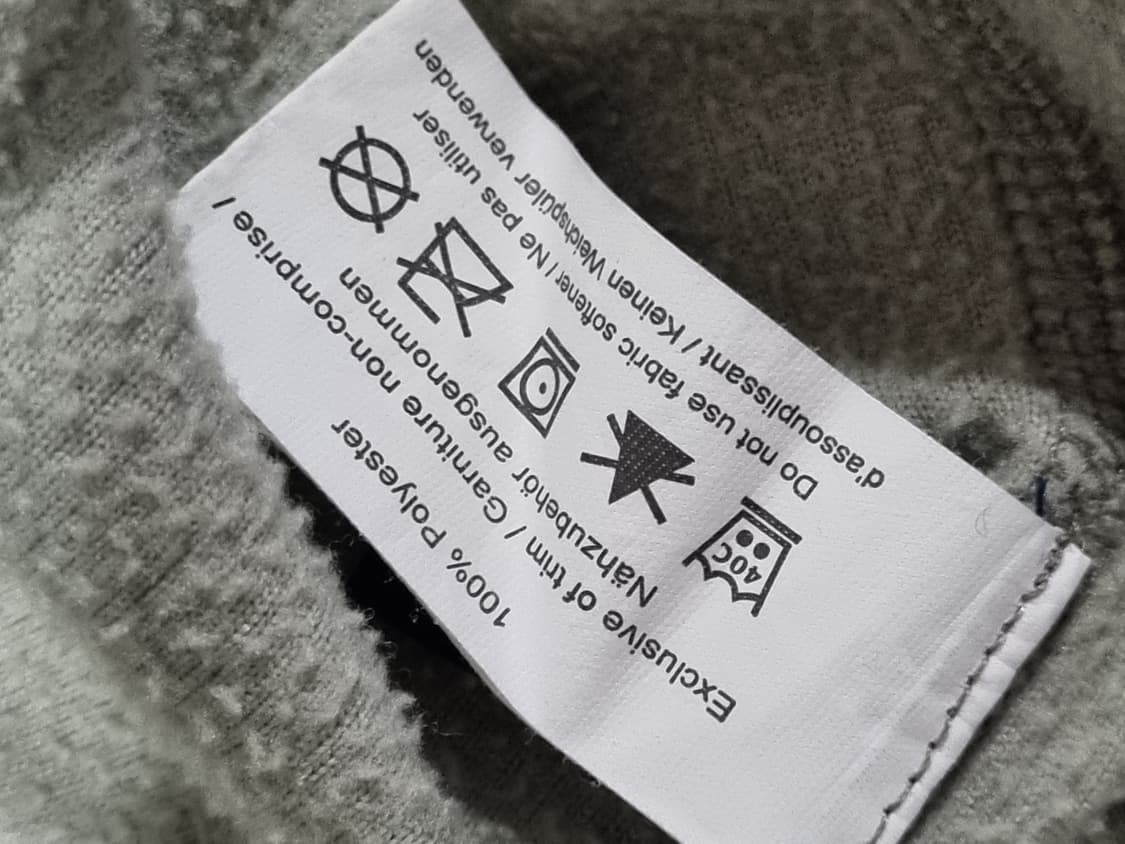 100% Polyester
Exclusive of trim / Garniture non-comprise /
Nähzubehör ausgenommen
40C
Do not use fabric softener / Ne pas utiliser
d'assouplissant / Keinen Weichspüler verwenden